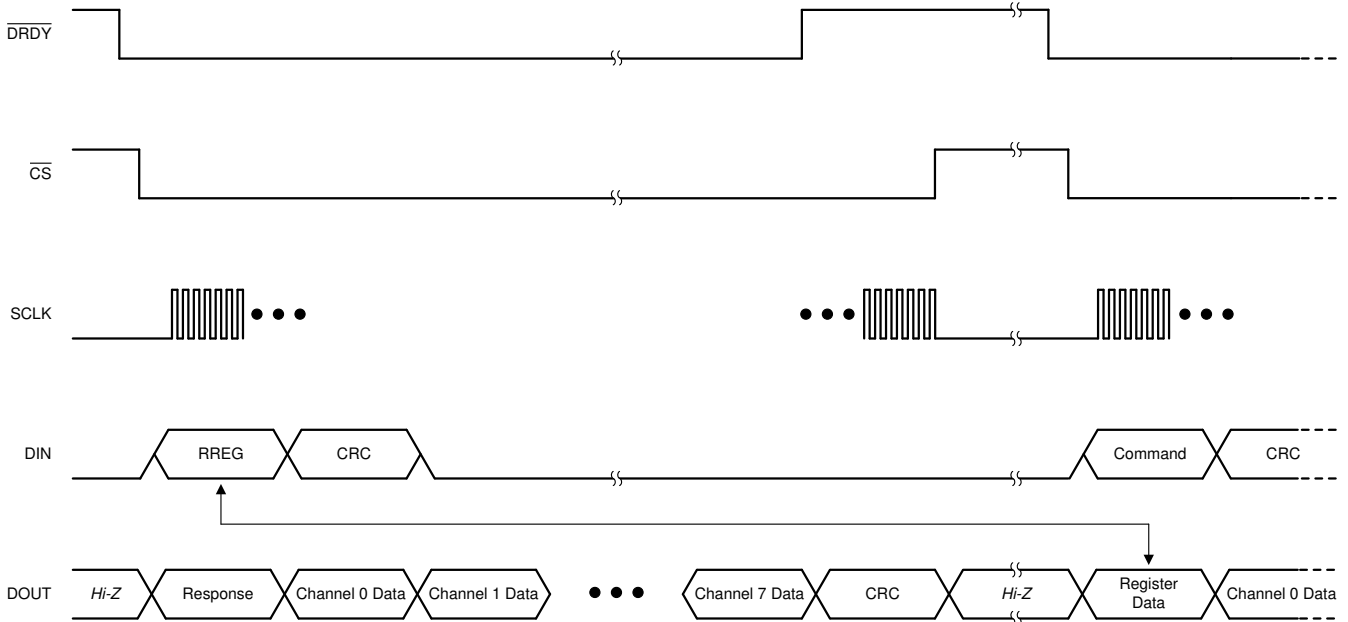 DRDY
CS
SCLK
DIN
RREG
CRC
Command
CRC
DOUT
Hi-Z
Response
Channel 0 Data
Channel 1 Data
Channel 7 Data
CRC
Hi-Z
Register
Data
Channel 0 Data